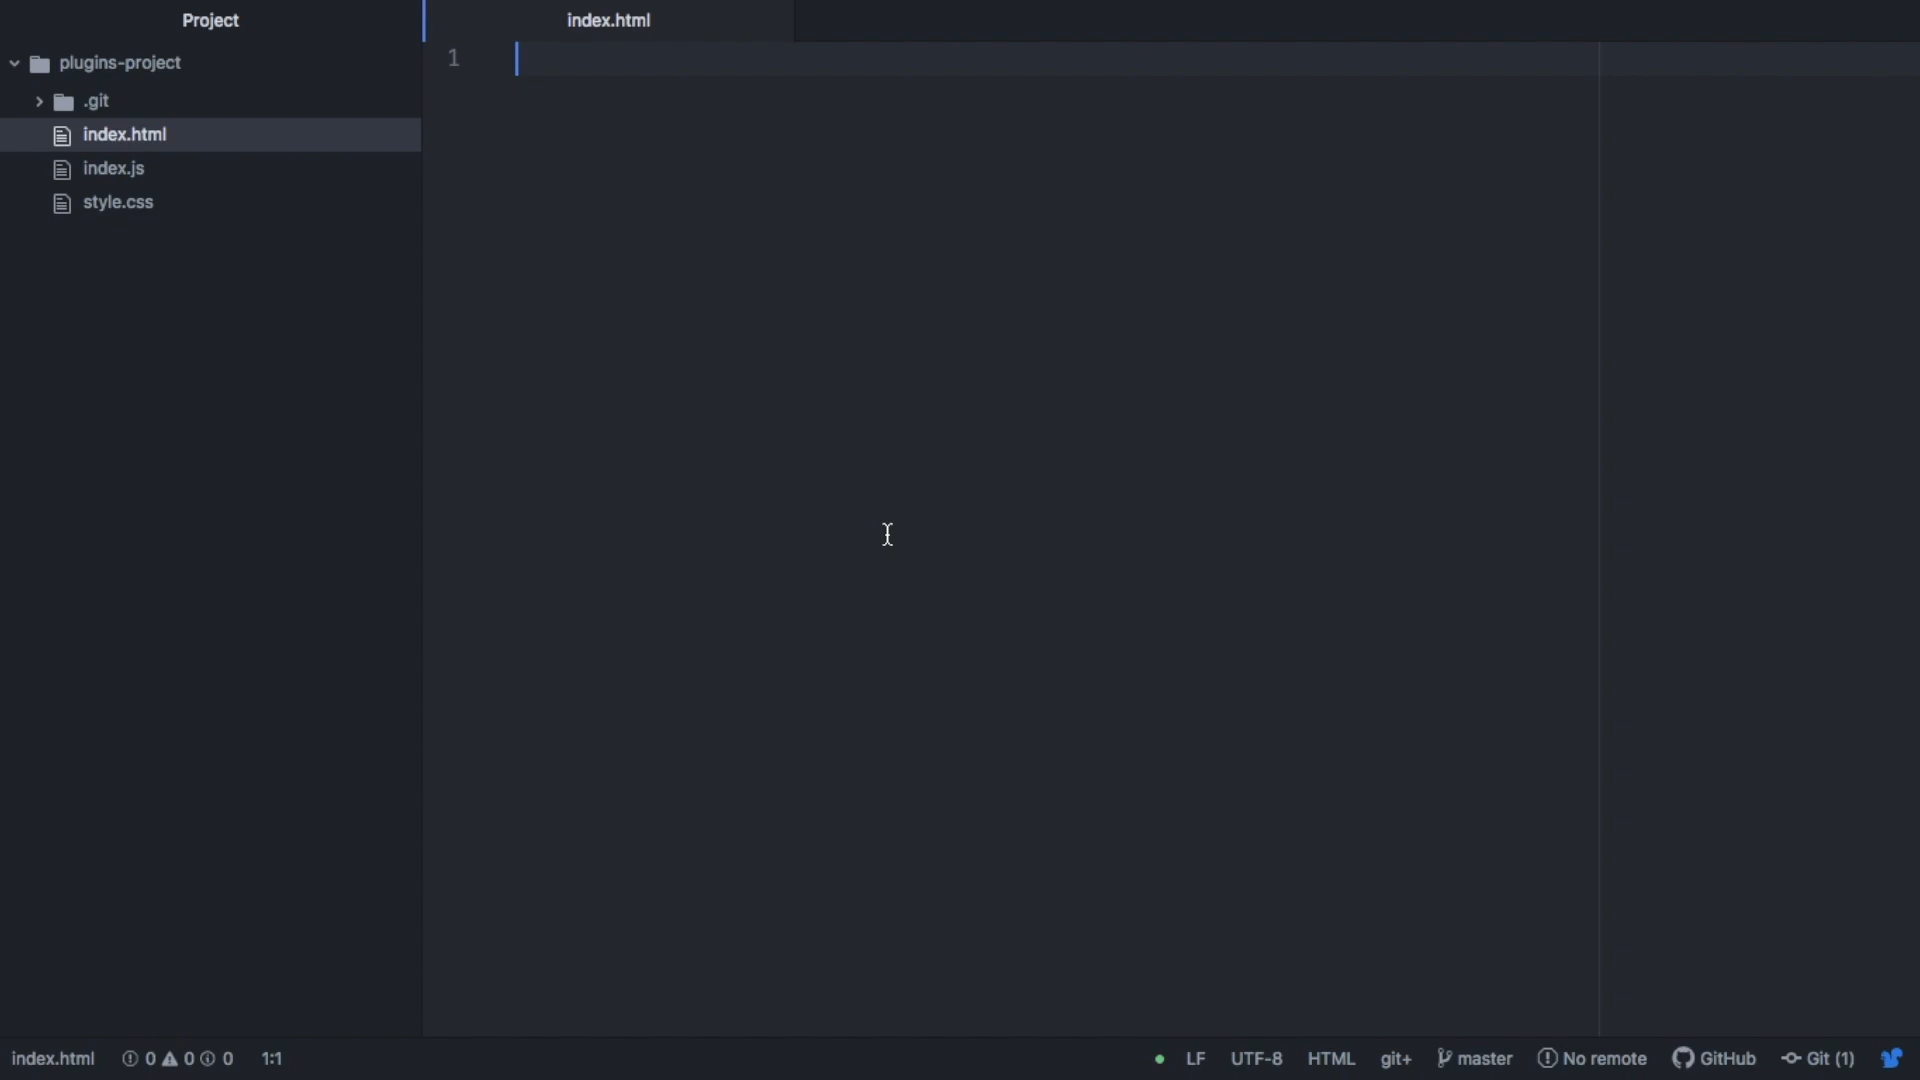 Project
index.html
plugins-project
.git
index.html
index.js
style.css
1
index.html 0 0 0 1:1 LF UTF-8 HTML git+ master No remote GitHub Git (1)